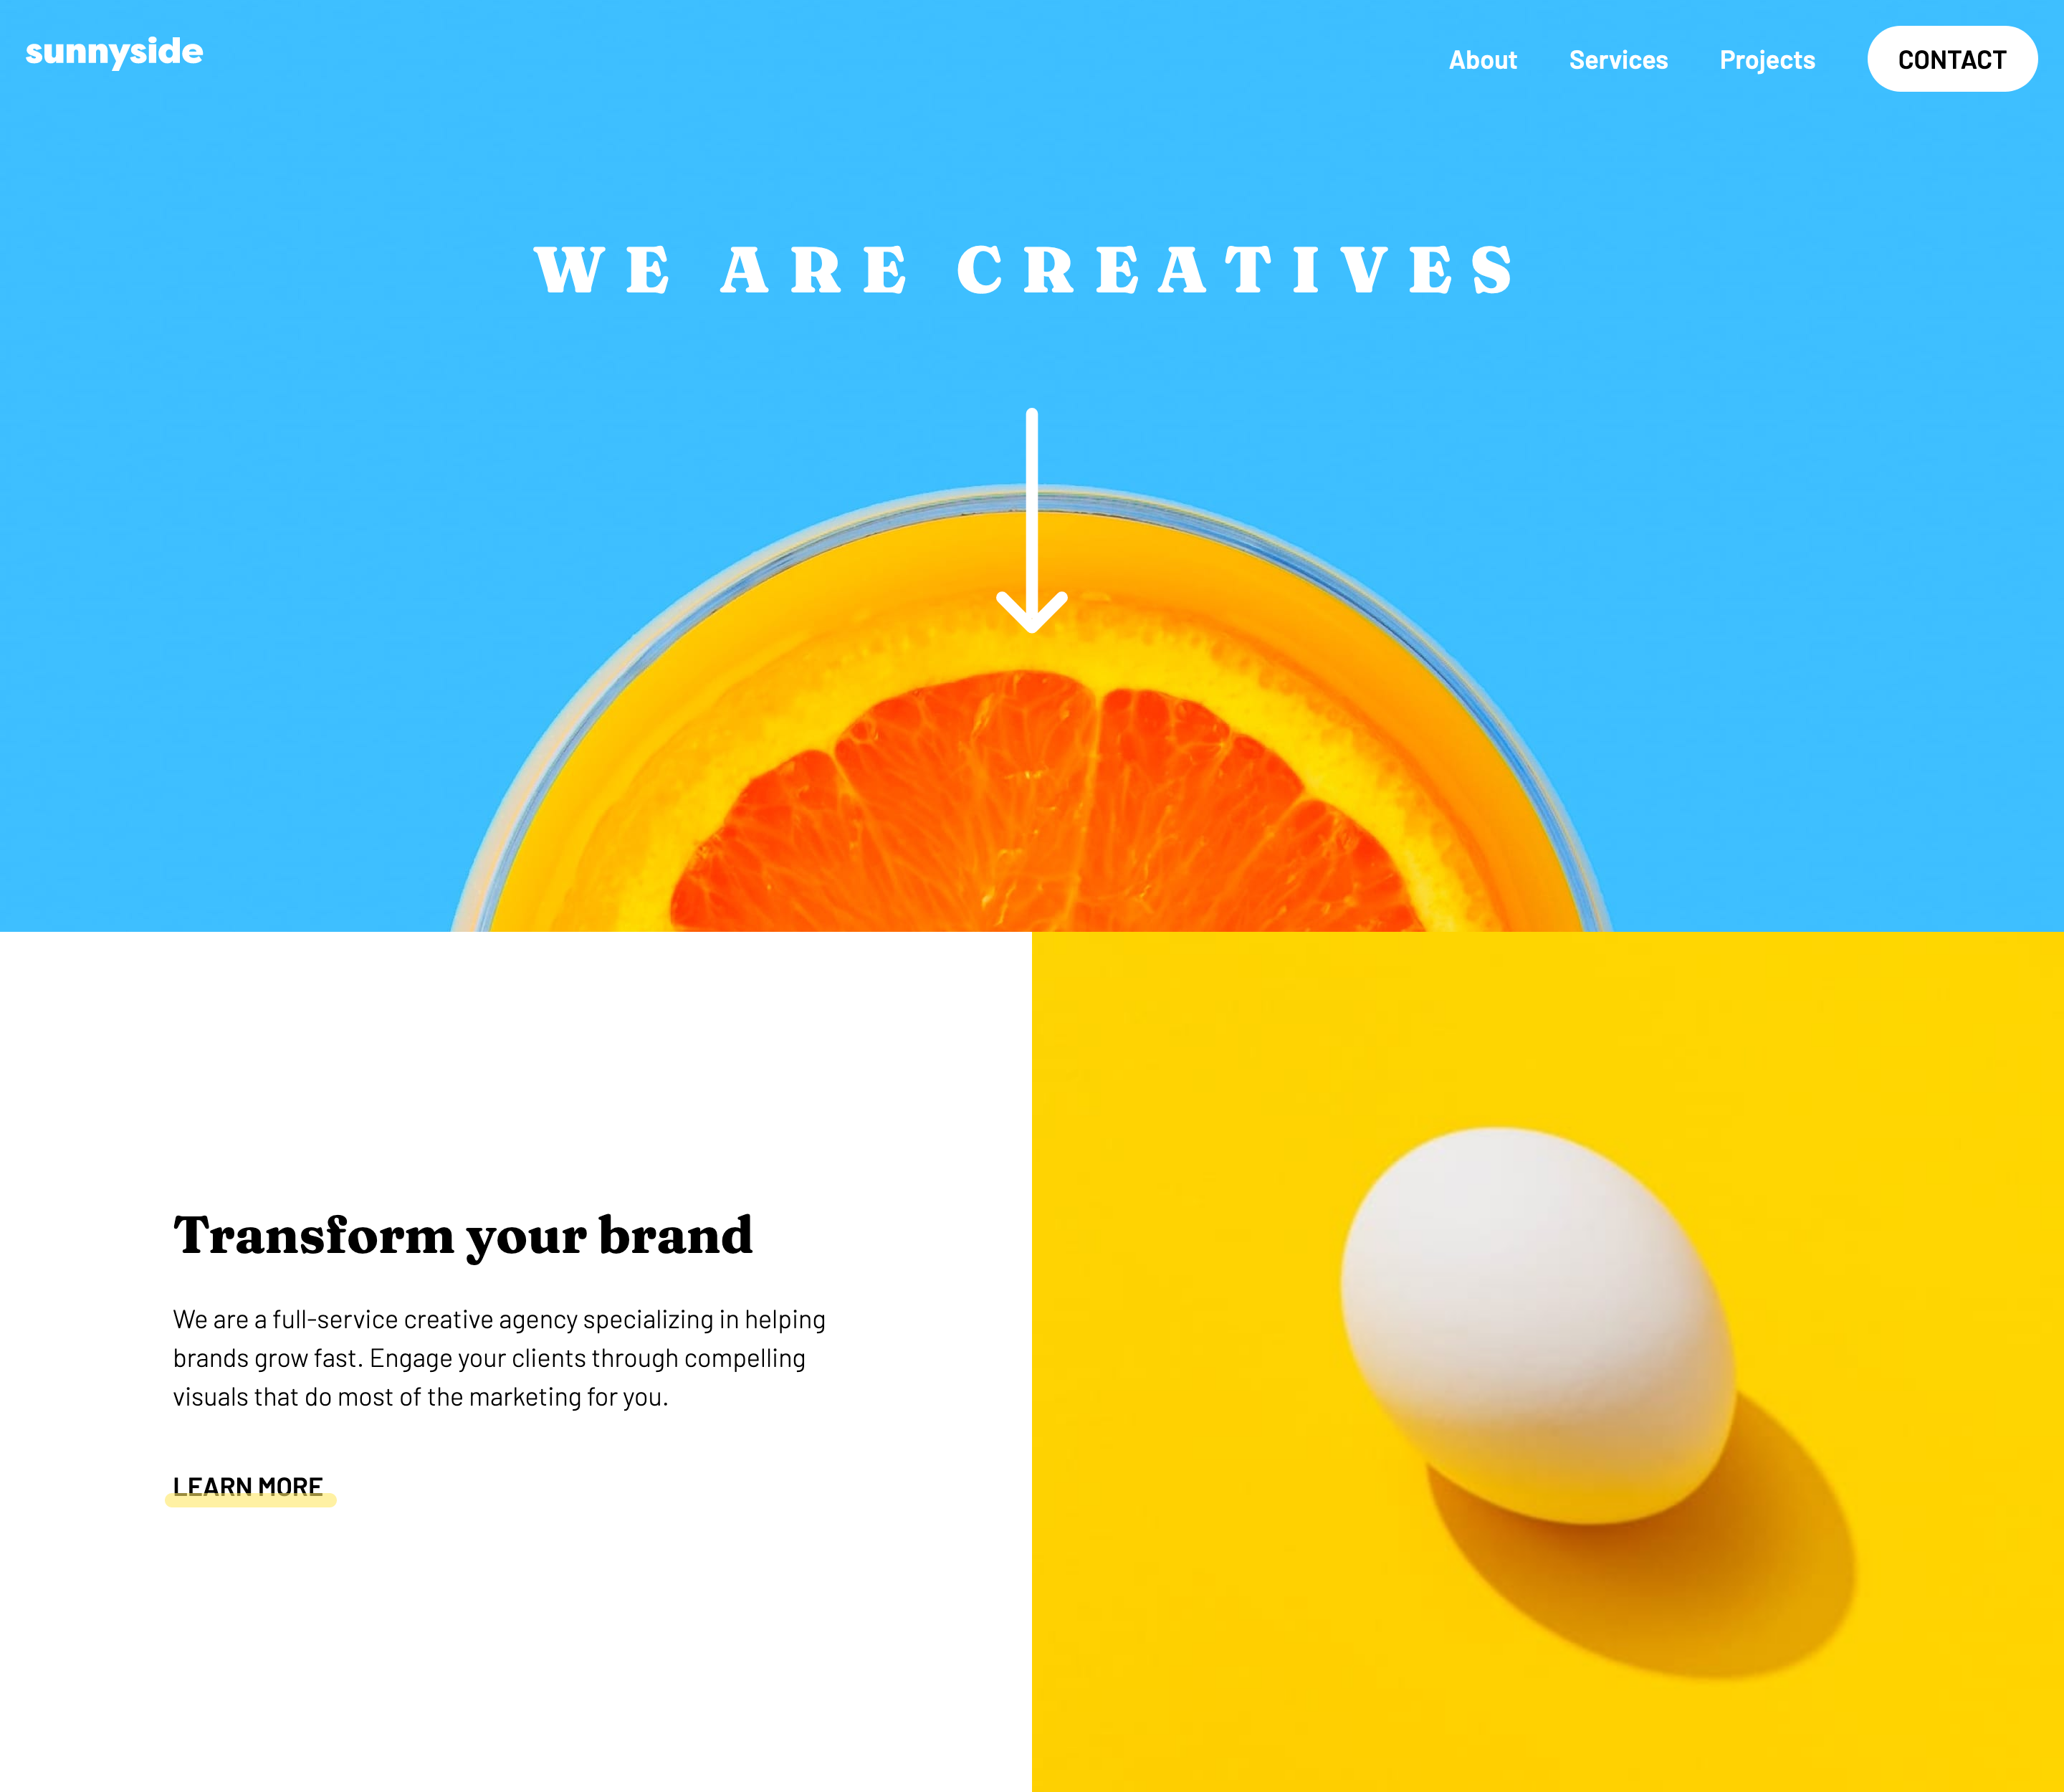 sunnyside
About Services Projects CONTACT
WE ARE CREATIVES
Transform your brand
We are a full-service creative agency specializing in helping
brands grow fast. Engage your clients through compelling
visuals that do most of the marketing for you.
LEARN MORE